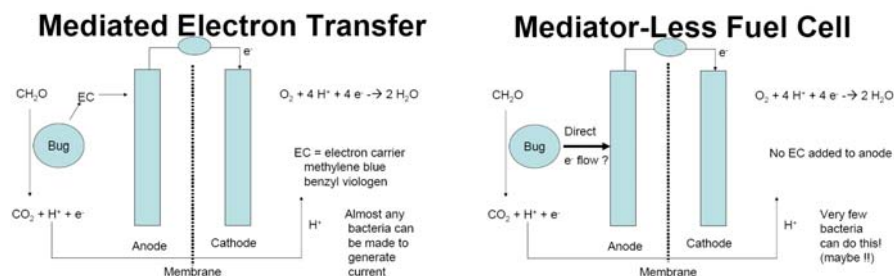 Mediated Electron Transfer
e⁻
CH₂O
EC
O₂ + 4 H⁺ + 4 e⁻ -→ 2 H₂O
Bug
EC = electron carrier
methylene blue
benzyl viologen
CO₂ + H⁺ + e⁻
H⁺
Almost any
bacteria can
be made to
generate
current
Anode
Cathode
Membrane
Mediator-Less Fuel Cell
e⁻
CH₂O
O₂ + 4 H⁺ + 4 e⁻ -→ 2 H₂O
Bug
Direct
e⁻ flow ?
No EC added to anode
CO₂ + H⁺ + e⁻
H⁺
Very few
bacteria
can do this!
(maybe !!)
Anode
Cathode
Membrane